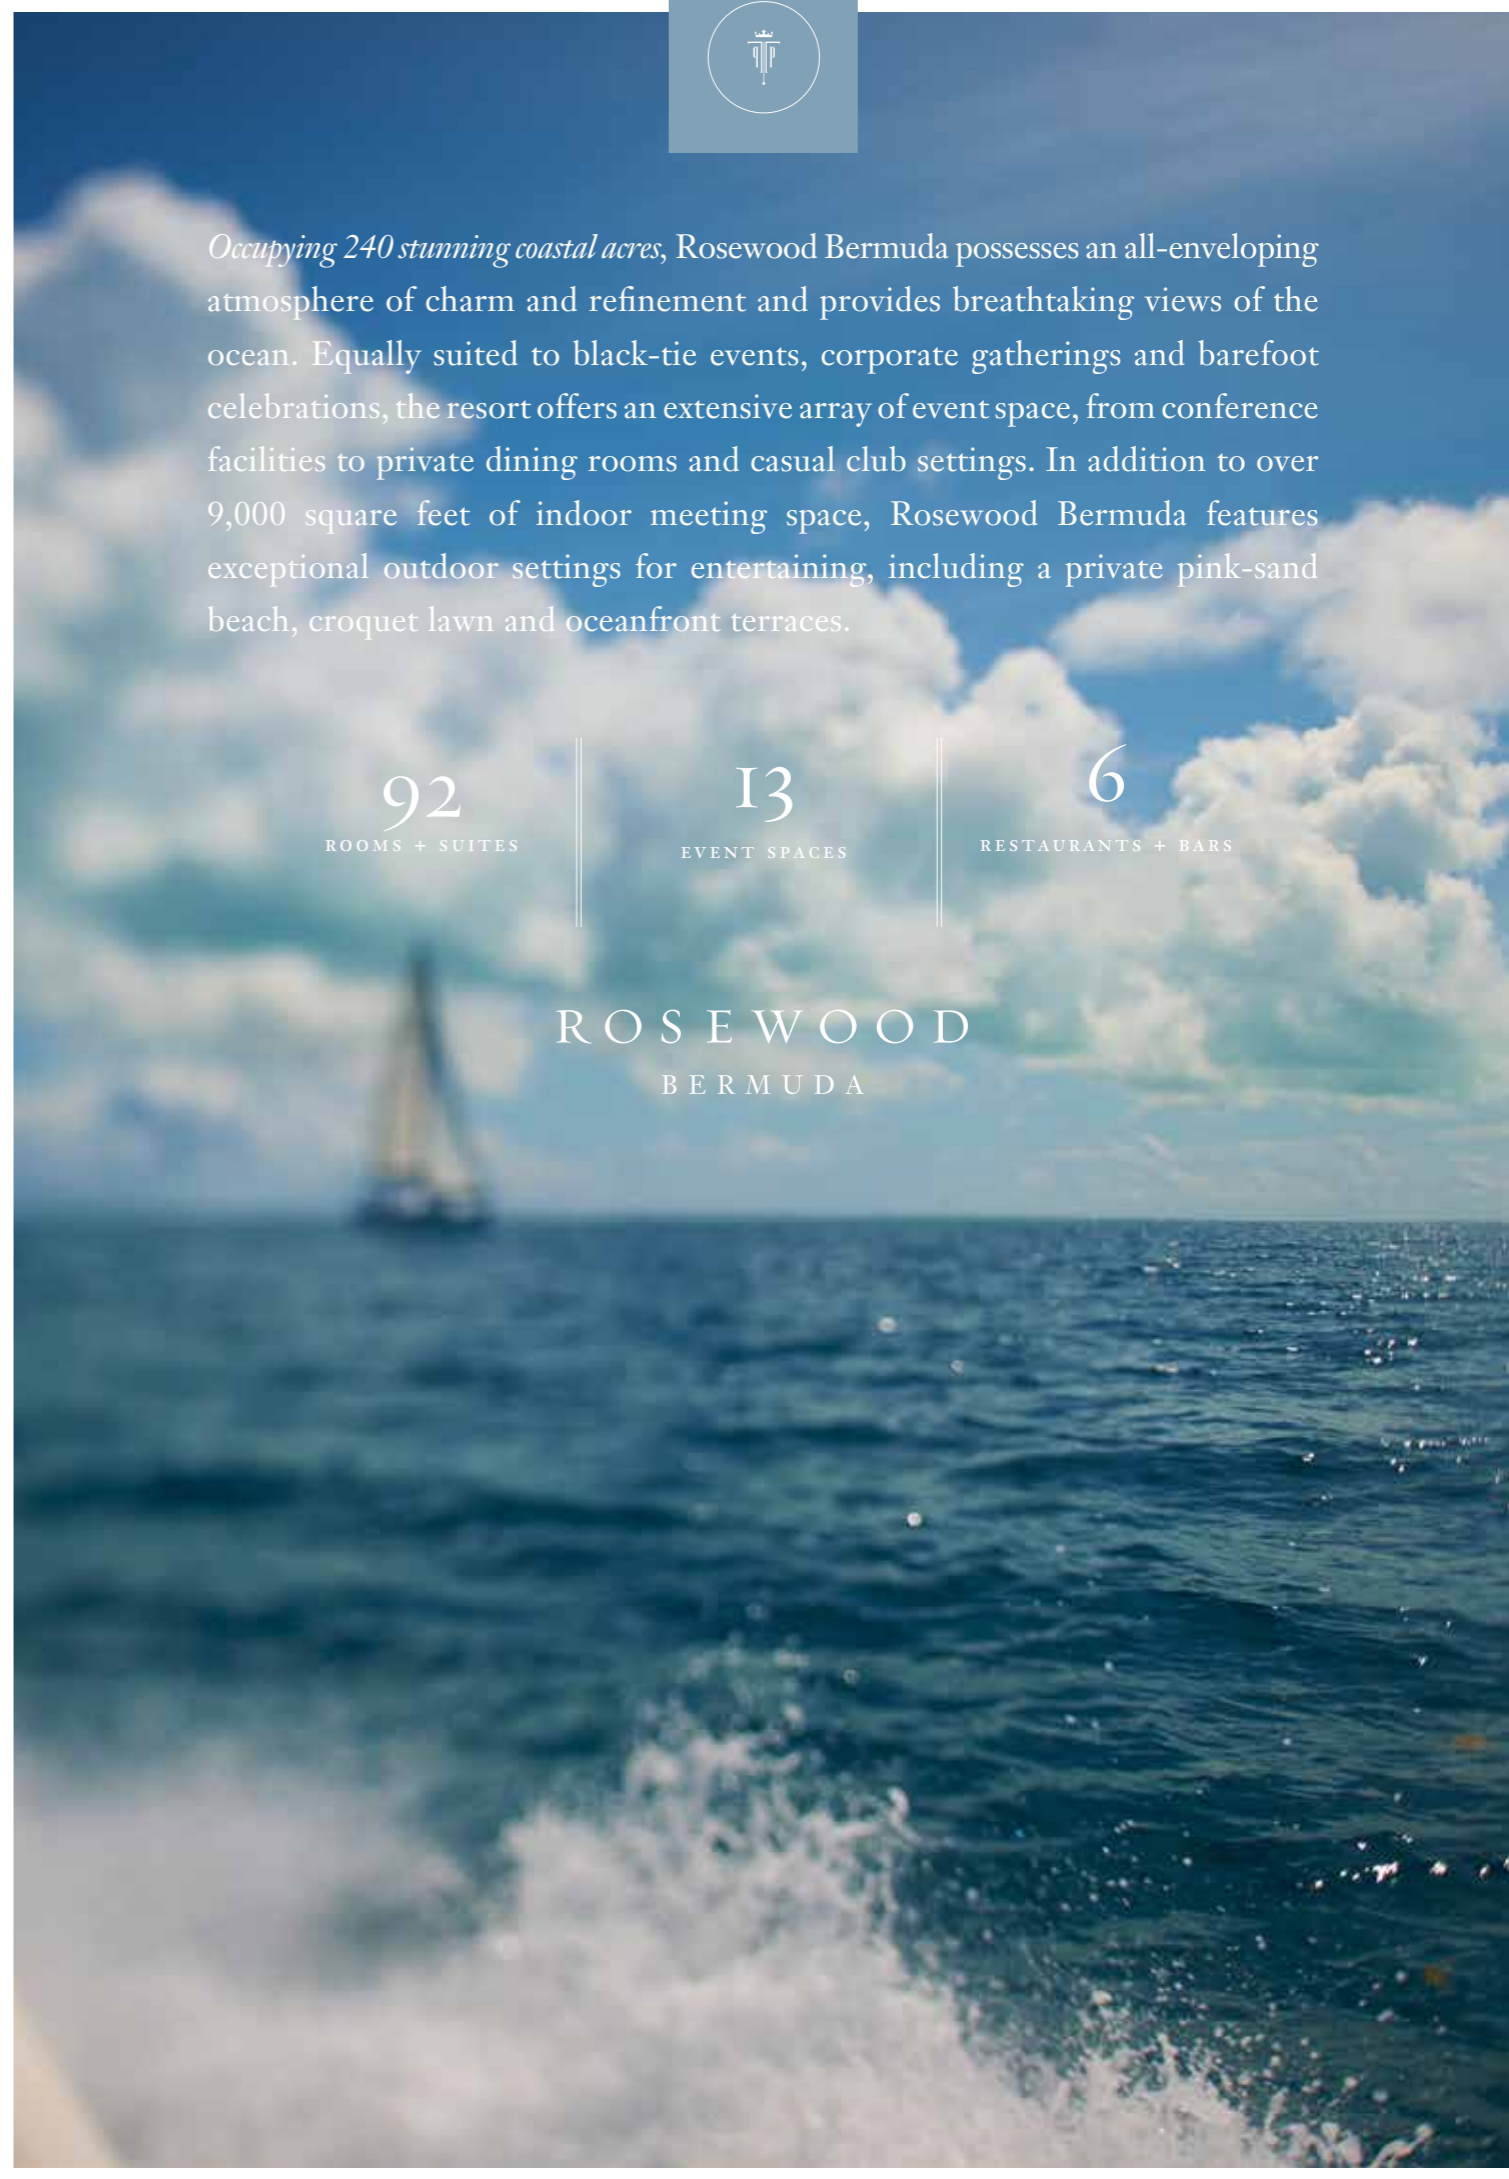 Occupying 240 stunning coastal acres, Rosewood Bermuda possesses an all-enveloping
atmosphere of charm and refinement and provides breathtaking views of the
ocean. Equally suited to black-tie events, corporate gatherings and barefoot
celebrations, the resort offers an extensive array of event space, from conference
facilities to private dining rooms and casual club settings. In addition to over
9,000 square feet of indoor meeting space, Rosewood Bermuda features
exceptional outdoor settings for entertaining, including a private pink-sand
beach, croquet lawn and oceanfront terraces.
92
ROOMS + SUITES
13
EVENT SPACES
6
RESTAURANTS + BARS
ROSEWOOD
BERMUDA